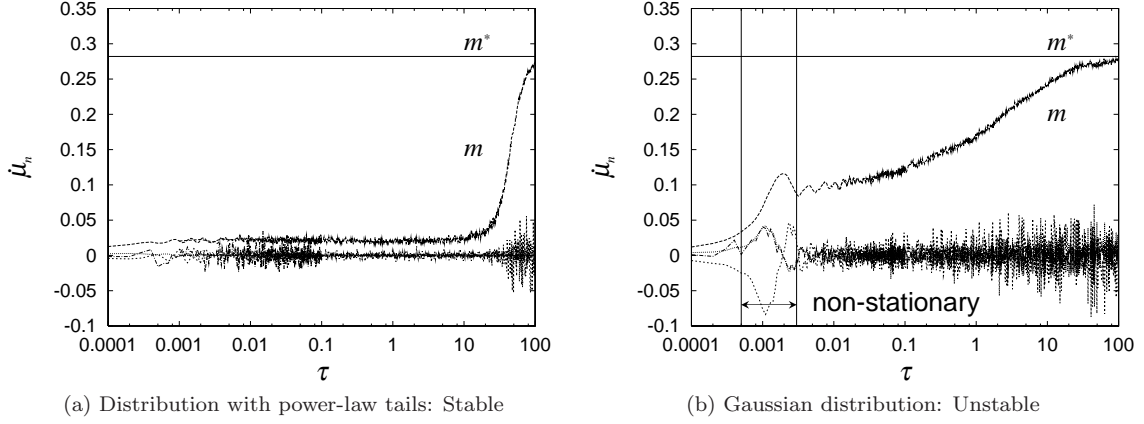 0.35
0.3
0.25
0.2
0.15
0.1
0.05
0
-0.05
-0.1
μ̇ₙ
m*
m
0.0001 0.001 0.01 0.1 1 10 100
τ
(a) Distribution with power-law tails: Stable
0.35
0.3
0.25
0.2
0.15
0.1
0.05
0
-0.05
-0.1
μ̇ₙ
m*
m
non-stationary
0.0001 0.001 0.01 0.1 1 10 100
τ
(b) Gaussian distribution: Unstable